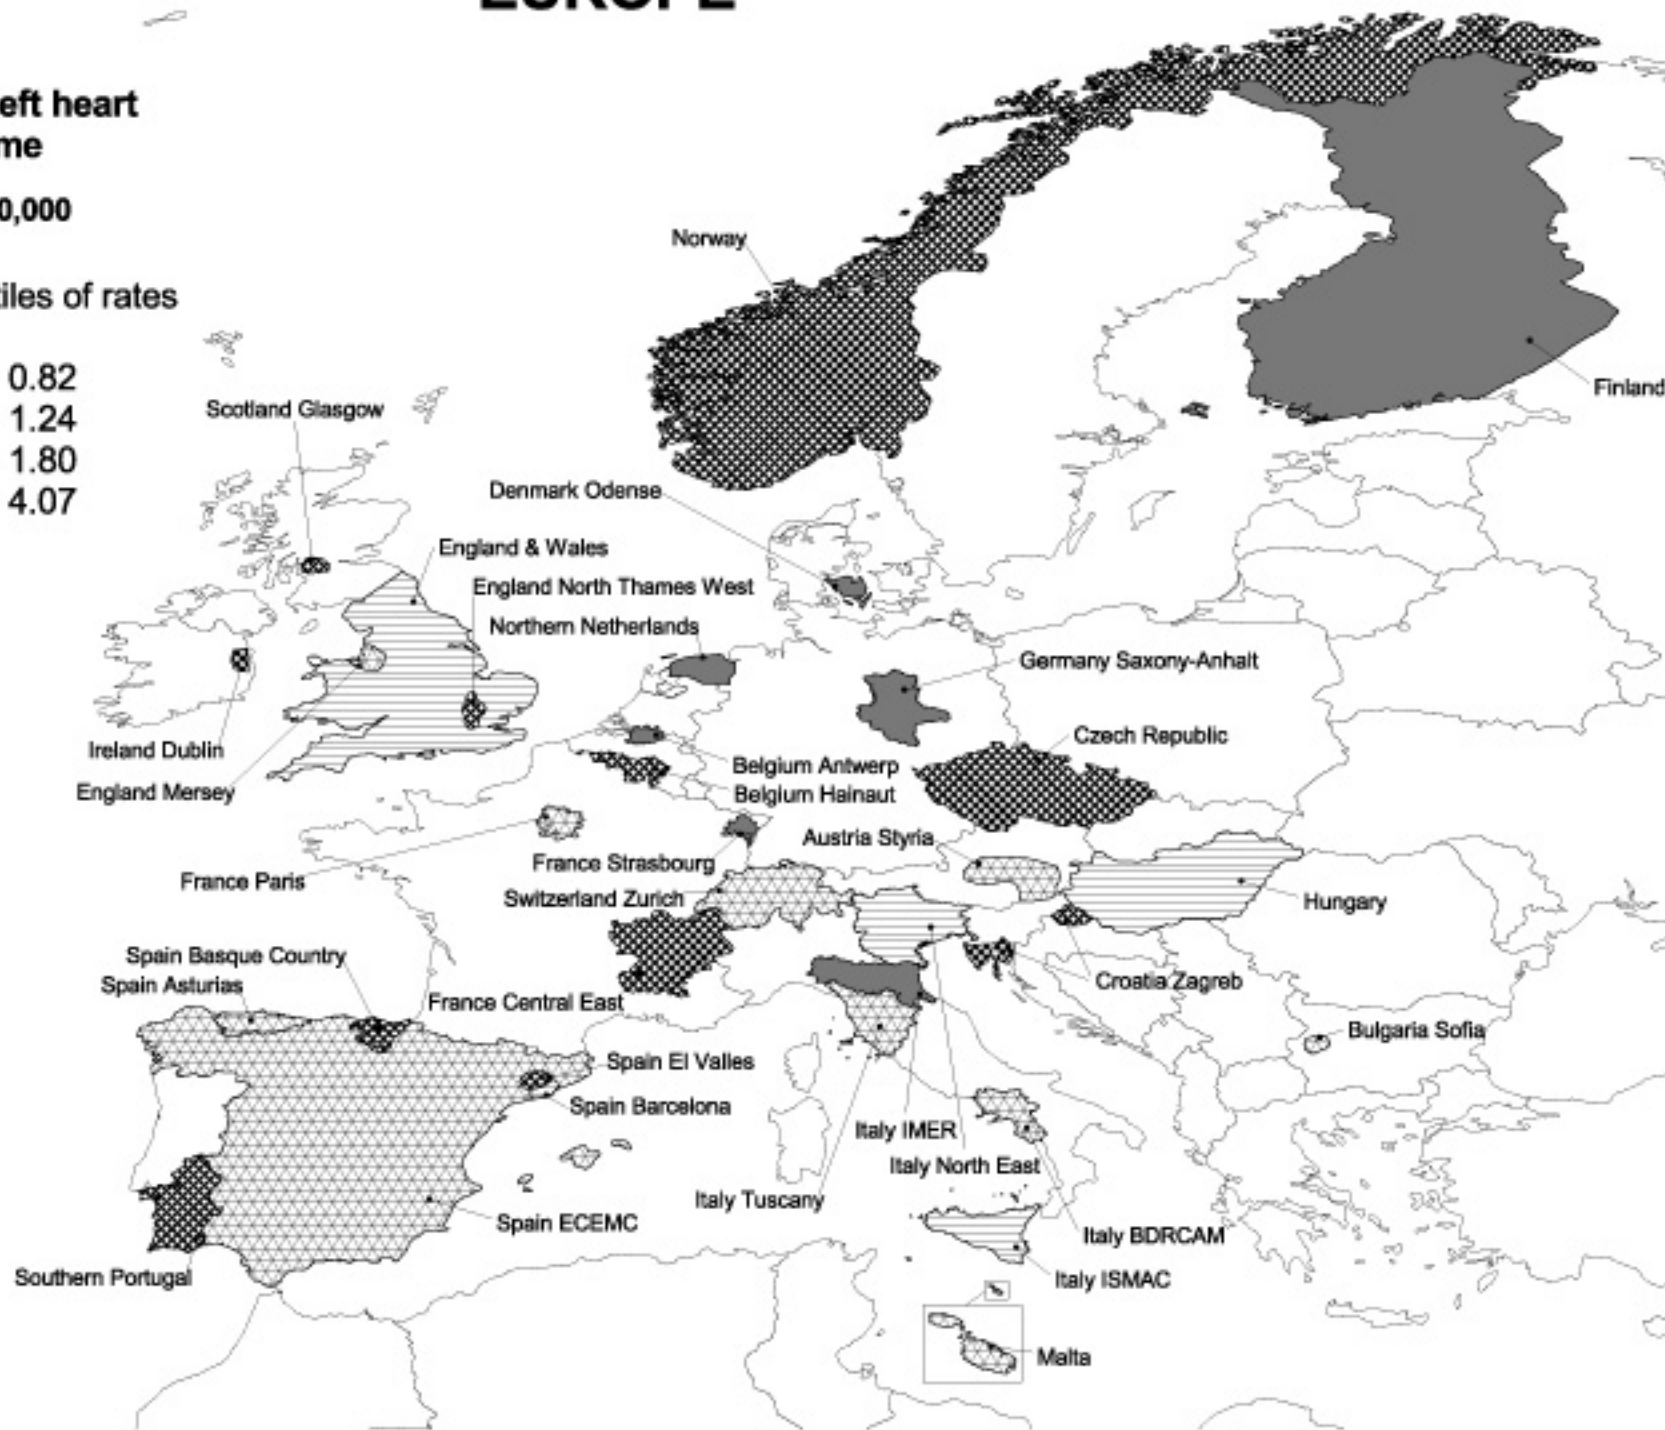 EUROPE
eft heart
me
0,000
tiles of rates
0.82
1.24
1.80
4.07
Norway
Finland
Scotland Glasgow
Denmark Odense
England & Wales
England North Thames West
Northern Netherlands
Germany Saxony-Anhalt
Czech Republic
Ireland Dublin
Belgium Antwerp
England Mersey
Belgium Hainaut
Austria Styria
France Strasbourg
France Paris
Switzerland Zurich
Hungary
Spain Basque Country
Spain Asturias
France Central East
Croatia Zagreb
Bulgaria Sofia
Spain El Valles
Spain Barcelona
Italy IMER
Italy North East
Italy Tuscany
Spain ECEMC
Italy BDRCAM
Southern Portugal
Italy ISMAC
Malta